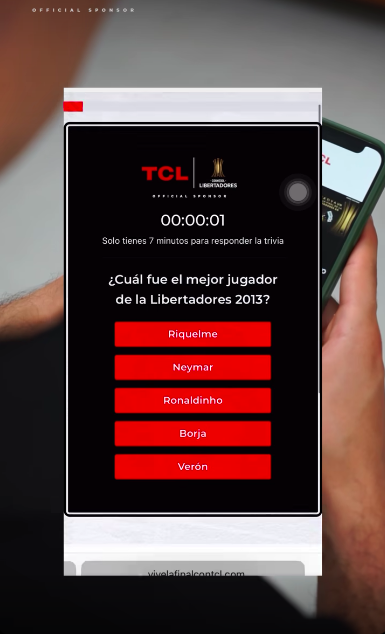 OFFICIAL SPONSOR
TCL
CONMEBOL
LIBERTADORES
OFFICIAL SPONSOR
00:00:01
Solo tienes 7 minutos para responder la trivia
¿Cuál fue el mejor jugador
de la Libertadores 2013?
Riquelme
Neymar
Ronaldinho
Borja
Verón
vivelafinalcontcl.com